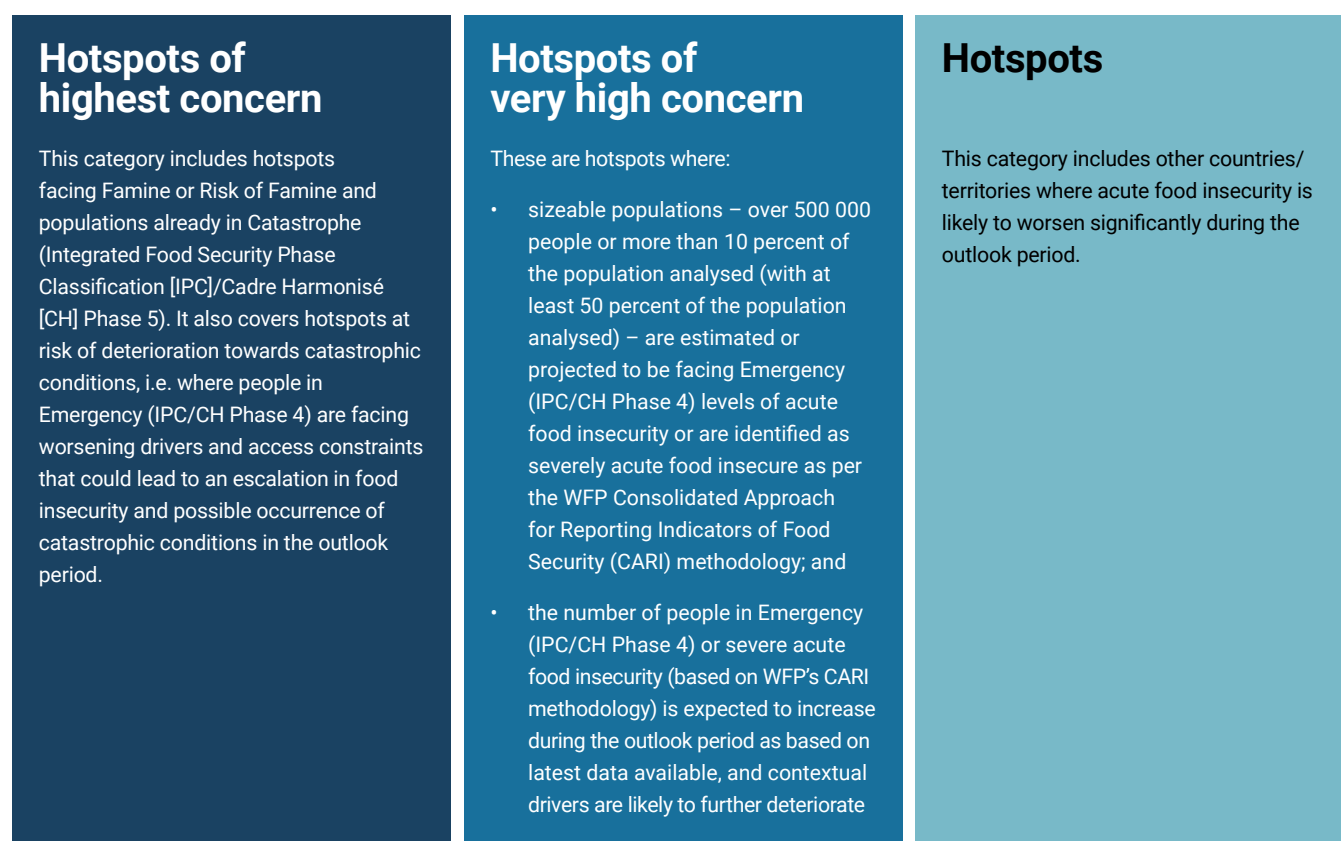 Hotspots of
highest concern
This category includes hotspots
facing Famine or Risk of Famine and
populations already in Catastrophe
(Integrated Food Security Phase
Classification [IPC]/Cadre Harmonisé
[CH] Phase 5). It also covers hotspots at
risk of deterioration towards catastrophic
conditions, i.e. where people in
Emergency (IPC/CH Phase 4) are facing
worsening drivers and access constraints
that could lead to an escalation in food
insecurity and possible occurrence of
catastrophic conditions in the outlook
period.
Hotspots of
very high concern
These are hotspots where:
• sizeable populations – over 500 000
people or more than 10 percent of
the population analysed (with at
least 50 percent of the population
analysed) – are estimated or
projected to be facing Emergency
(IPC/CH Phase 4) levels of acute
food insecurity or are identified as
severely acute food insecure as per
the WFP Consolidated Approach
for Reporting Indicators of Food
Security (CARI) methodology; and
• the number of people in Emergency
(IPC/CH Phase 4) or severe acute
food insecurity (based on WFP's CARI
methodology) is expected to increase
during the outlook period as based on
latest data available, and contextual
drivers are likely to further deteriorate
Hotspots
This category includes other countries/
territories where acute food insecurity is
likely to worsen significantly during the
outlook period.